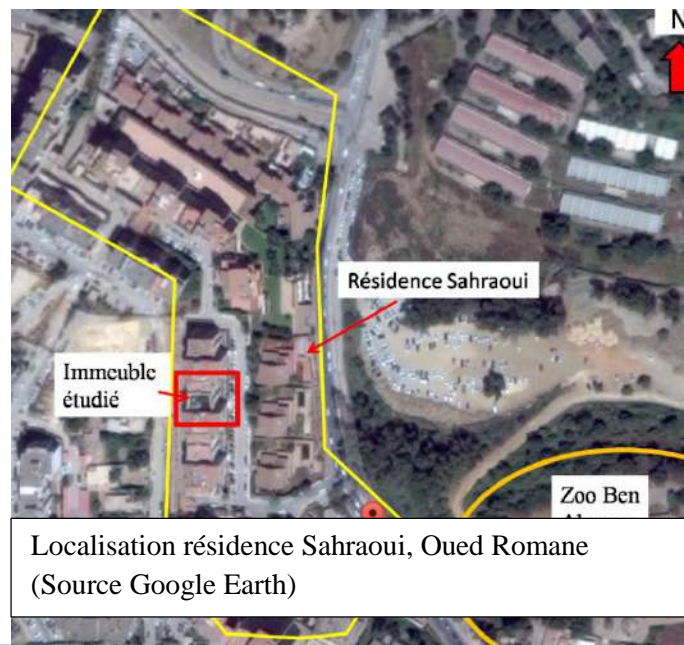 N
Résidence Sahraoui
Immeuble
étudié
Zoo Ben
Localisation résidence Sahraoui, Oued Romane
(Source Google Earth)